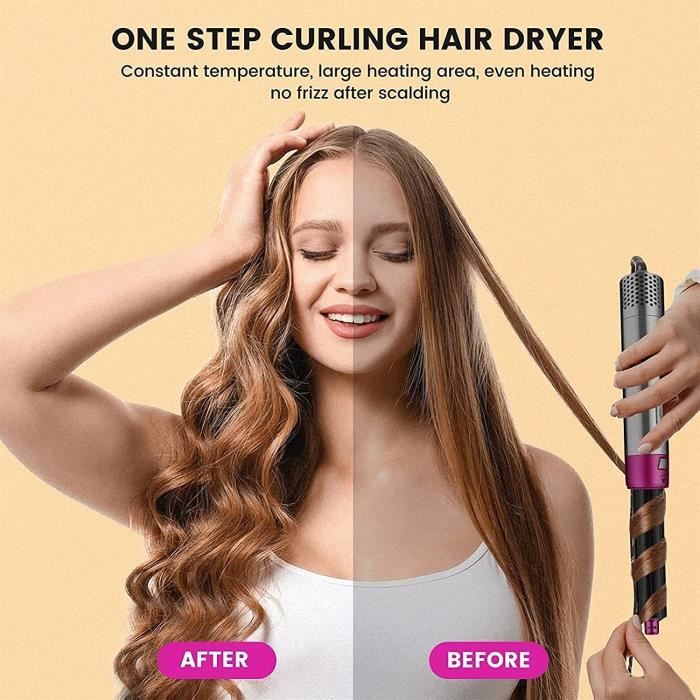 ONE STEP CURLING HAIR DRYER
Constant temperature, large heating area, even heating
no frizz after scalding
AFTER
BEFORE